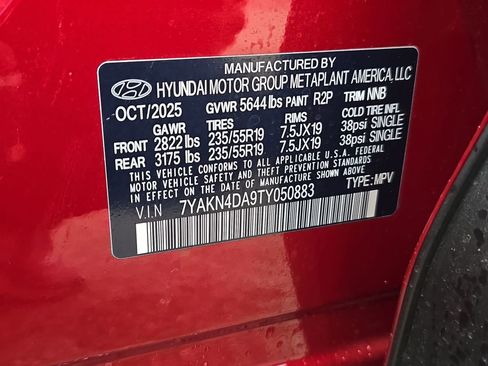 MANUFACTURED BY
HYUNDAI MOTOR GROUP METAPLANT AMERICA, LLC
OCT/2025 GVWR 5644 lbs PAINT R2P TRIM NNB
GAWR TIRES RIMS COLD TIRE INFL
FRONT 2822 lbs 235/55R19 7.5JX19 38psi SINGLE
REAR 3175 lbs 235/55R19 7.5JX19 38psi SINGLE
THIS VEHICLE CONFORMS TO ALL APPLICABLE U.S.A. FEDERAL
MOTOR VEHICLE SAFETY AND THEFT PREVENTION STANDARDS
IN EFFECT ON THE DATE OF MANUFACTURE SHOWN ABOVE.
V.I.N 7YAKN4DA9TY050883 TYPE: MPV